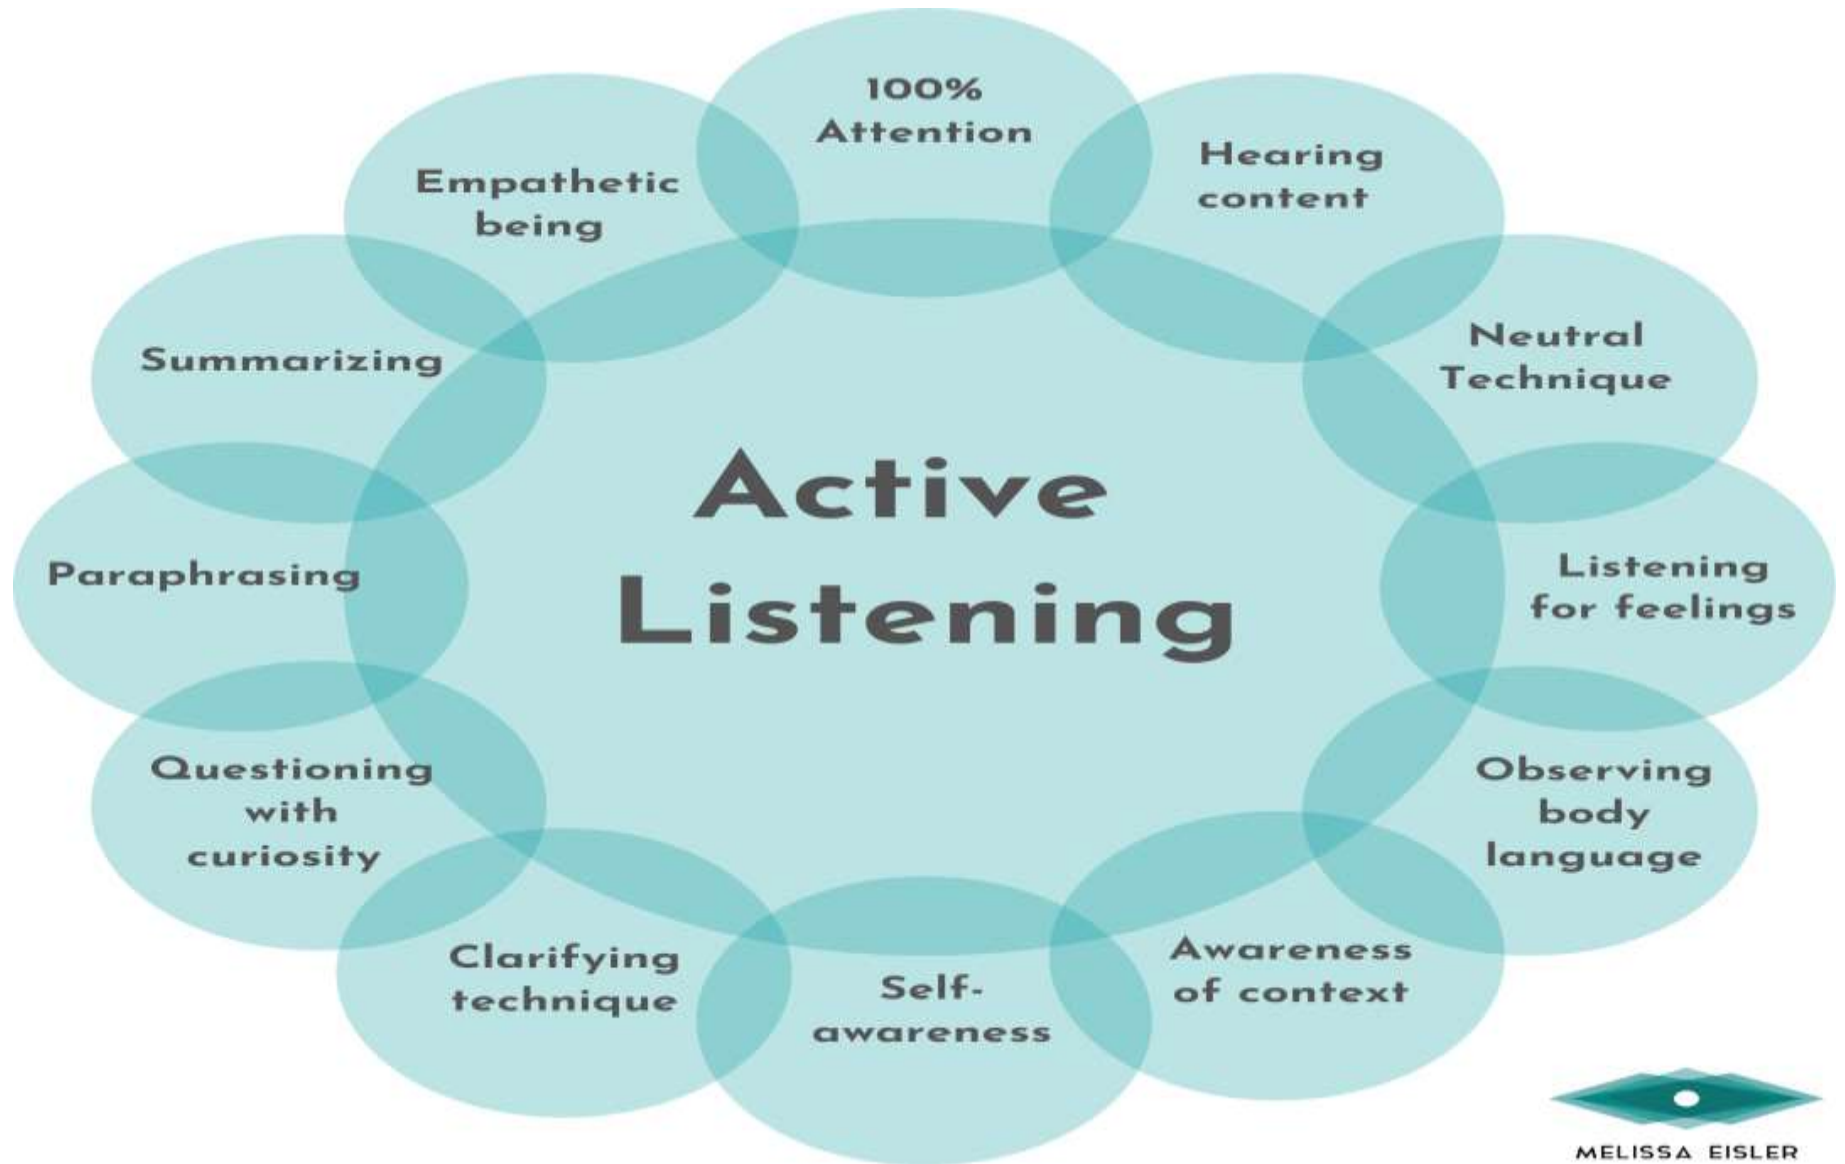 100%
Attention
Hearing
content
Neutral
Technique
Listening
for feelings
Observing
body
language
Awareness
of context
Self-
awareness
Clarifying
technique
Questioning
with
curiosity
Paraphrasing
Summarizing
Empathetic
being
Active
Listening
MELISSA EISLER